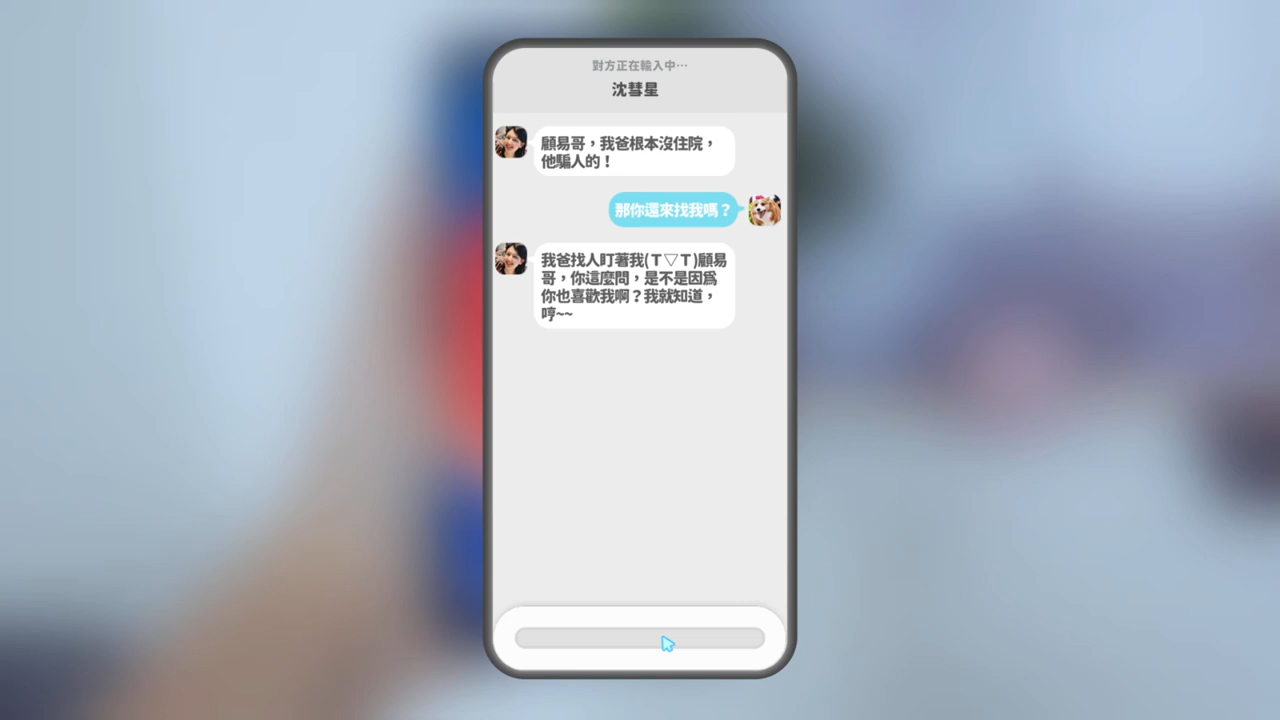 對方正在輸入中…
沈彗星
顧易哥，我爸根本沒住院，
他騙人的！
那你還來找我嗎？
我爸找人盯著我(Ｔ▽Ｔ)顧易
哥，你這麼問，是不是因爲
你也喜歡我啊？我就知道，
哼~~